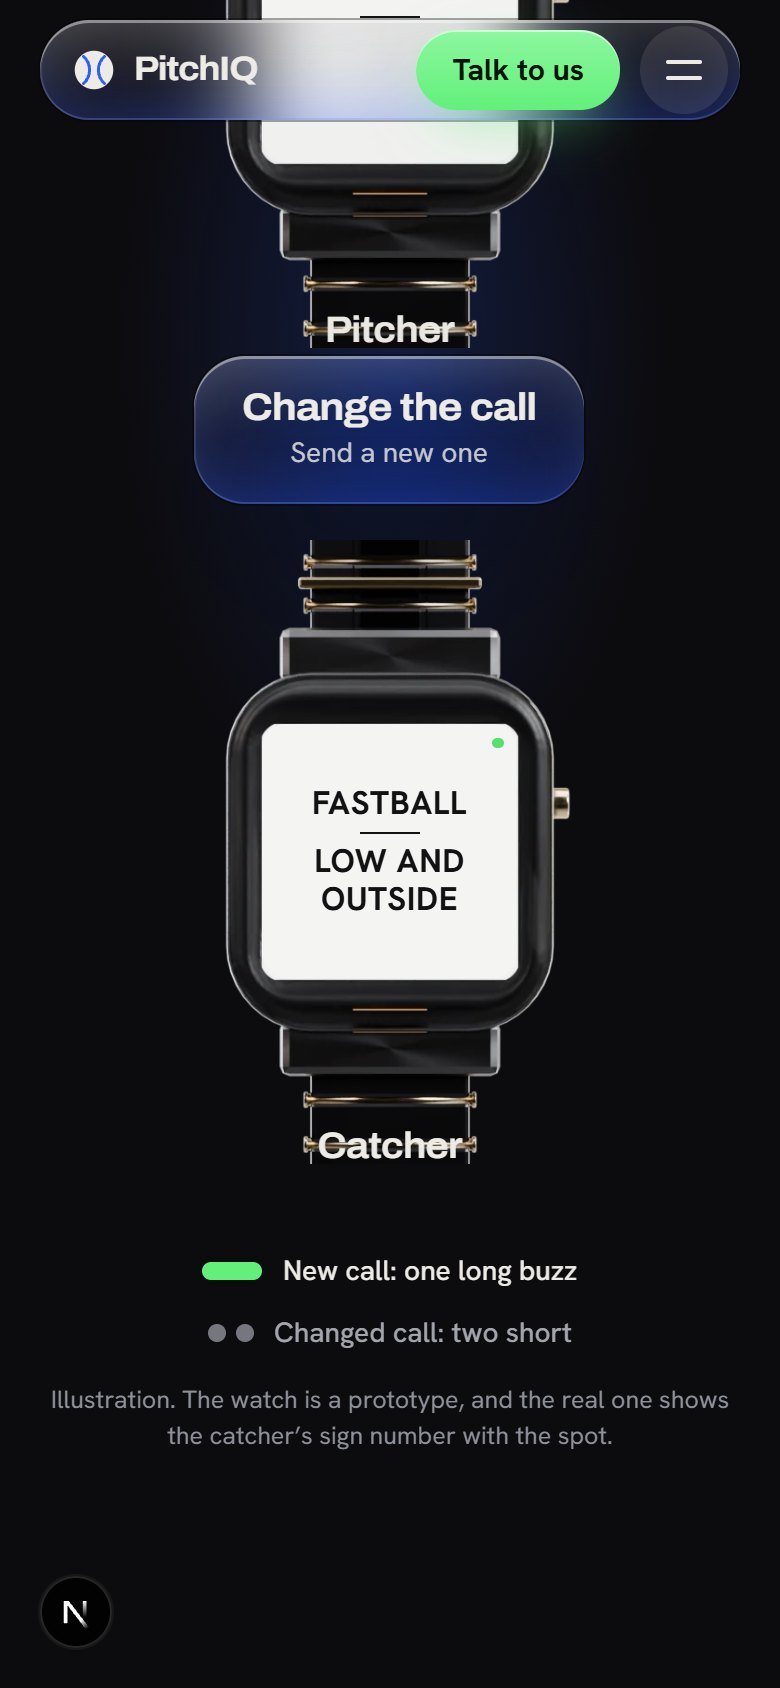 PitchIQ
Talk to us
Pitcher
Change the call
Send a new one
FASTBALL
LOW AND
OUTSIDE
Catcher
New call: one long buzz
Changed call: two short
Illustration. The watch is a prototype, and the real one shows
the catcher’s sign number with the spot.
N